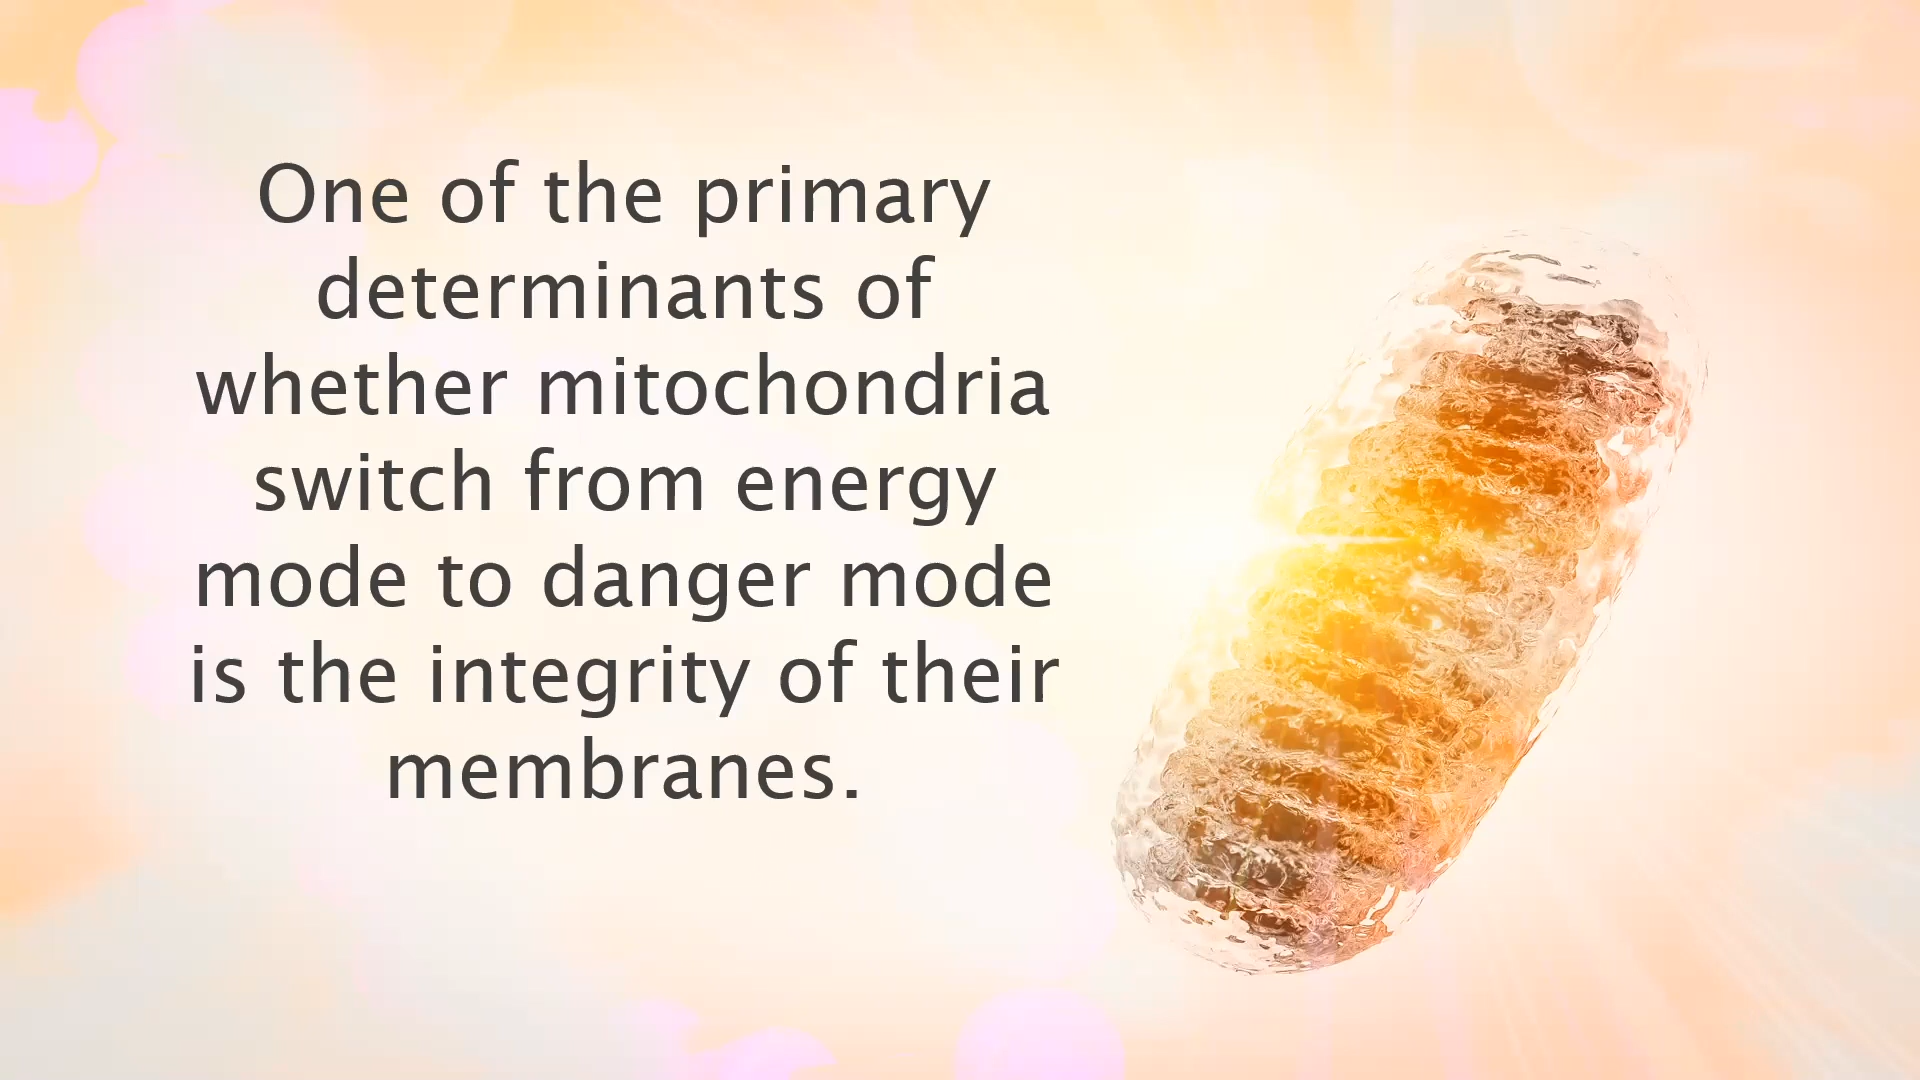 One of the primary
determinants of
whether mitochondria
switch from energy
mode to danger mode
is the integrity of their
membranes.